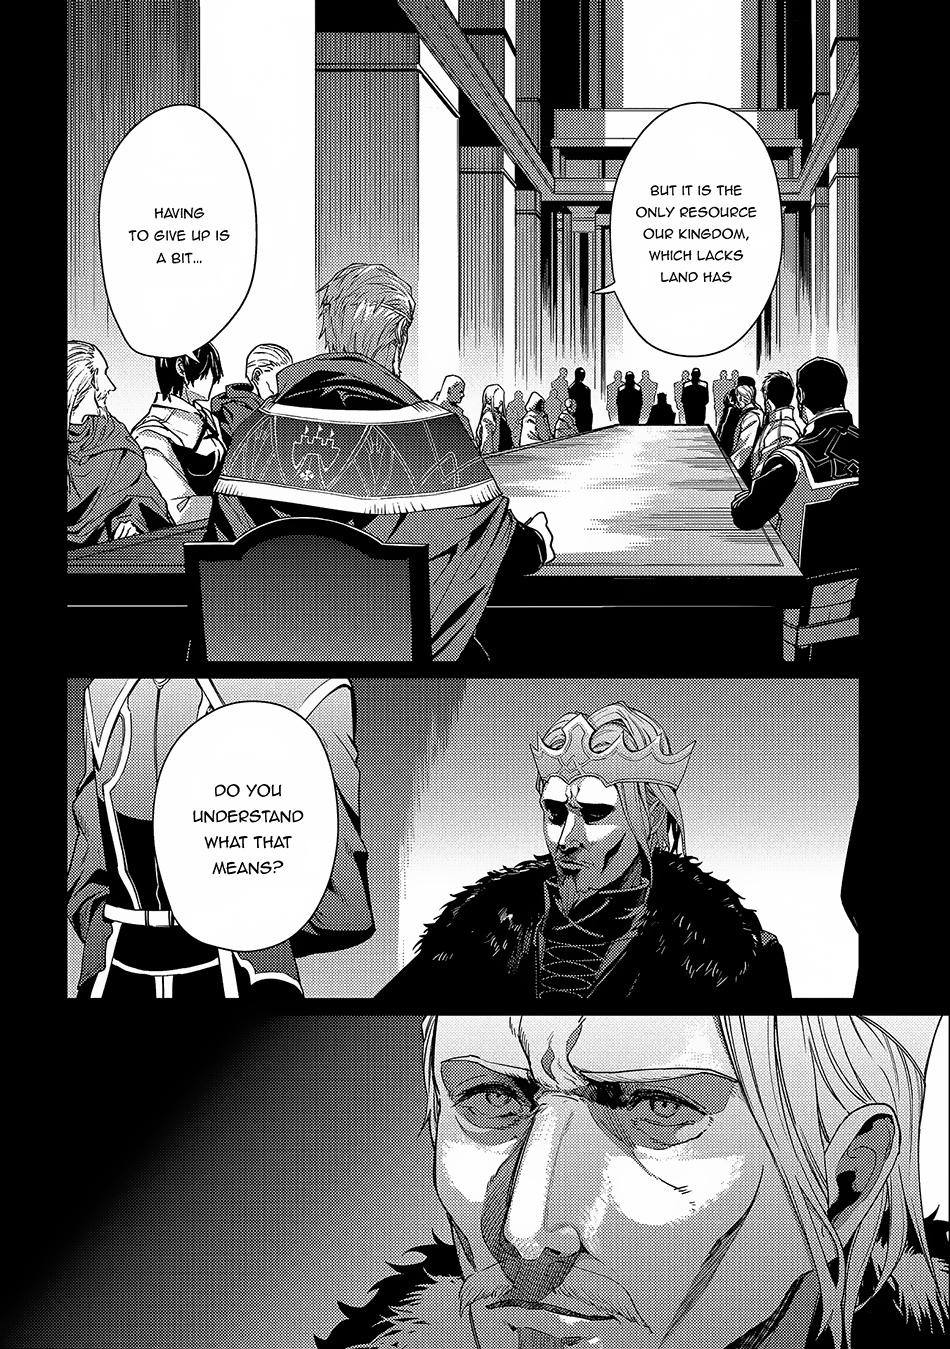 BUT IT IS THE
ONLY RESOURCE
OUR KINGDOM,
WHICH LACKS
LAND HAS
HAVING
TO GIVE UP IS
A BIT...
DO YOU
UNDERSTAND
WHAT THAT
MEANS?